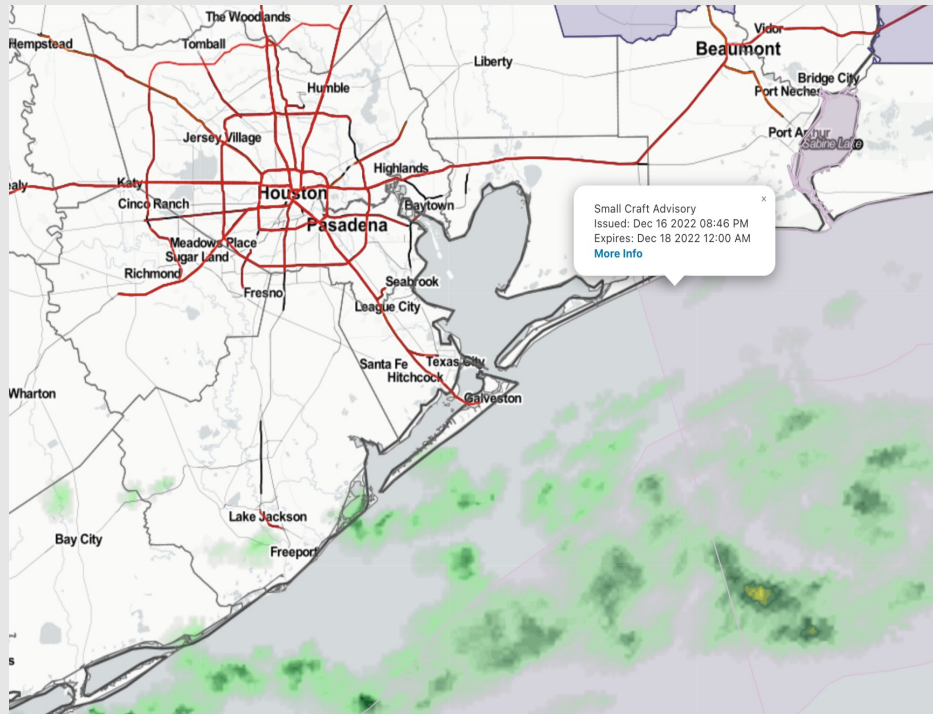 The Woodlands
Hempstead
Tomball
Vidor
Beaumont
Liberty
Bridge City
Humble
Port Neches
Jersey Village
Port Arthur
Sabine Lake
Highlands
ealy
Katy
Houston
Cinco Ranch
Baytown
Pasadena
×
Small Craft Advisory
Issued: Dec 16 2022 08:46 PM
Expires: Dec 18 2022 12:00 AM
More Info
Meadows Place
Sugar Land
Richmond
Seabrook
Fresno
League City
Santa Fe
Texas City
Hitchcock
Wharton
Galveston
Lake Jackson
Bay City
Freeport
s